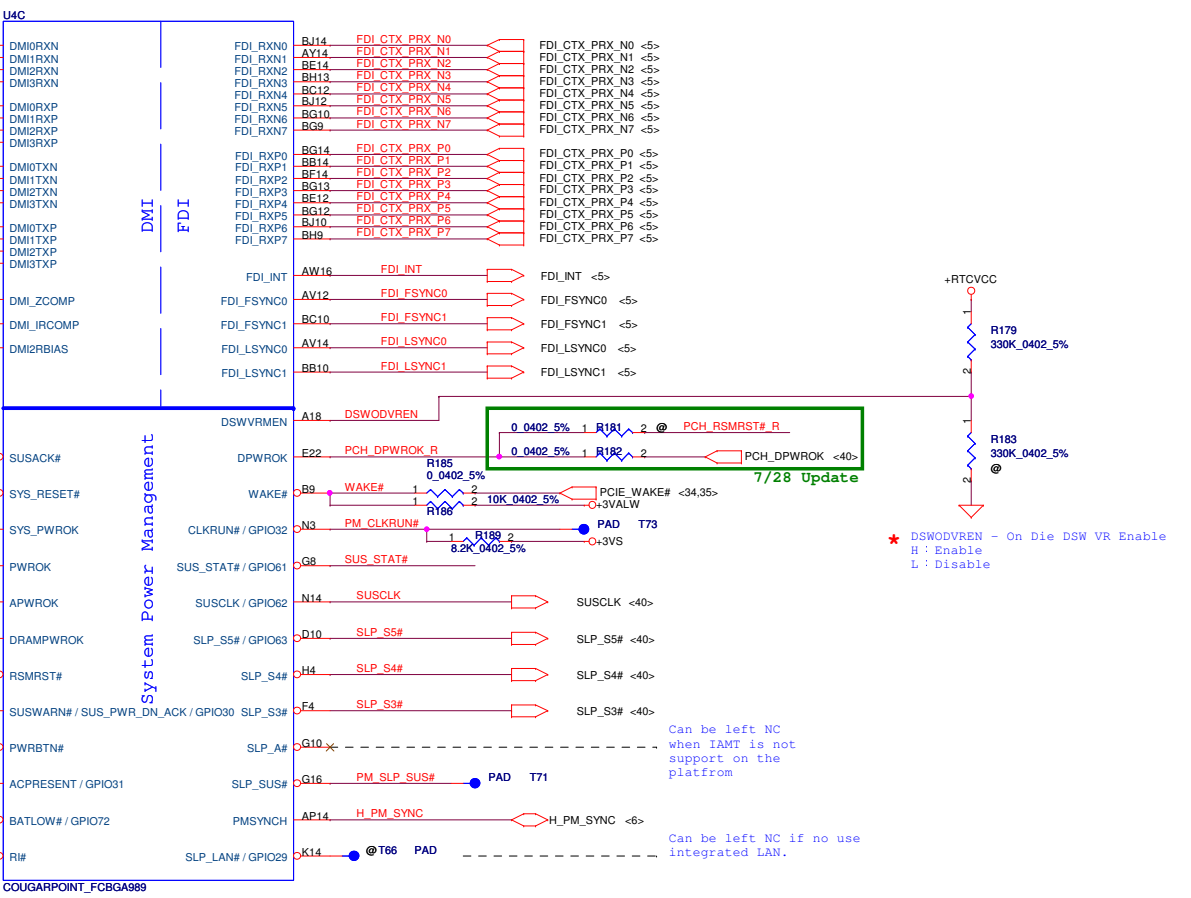 U4C
DMI0RXN
DMI1RXN
DMI2RXN
DMI3RXN
DMI0RXP
DMI1RXP
DMI2RXP
DMI3RXP
DMI0TXN
DMI1TXN
DMI2TXN
DMI3TXN
DMI0TXP
DMI1TXP
DMI2TXP
DMI3TXP
DMI_ZCOMP
DMI_IRCOMP
DMI2RBIAS
DMI
FDI
FDI_RXN0 BJ14 FDI_CTX_PRX_N0 FDI_CTX_PRX_N0 <5>
FDI_RXN1 AY14 FDI_CTX_PRX_N1 FDI_CTX_PRX_N1 <5>
FDI_RXN2 BE14 FDI_CTX_PRX_N2 FDI_CTX_PRX_N2 <5>
FDI_RXN3 BH13 FDI_CTX_PRX_N3 FDI_CTX_PRX_N3 <5>
FDI_RXN4 BC12 FDI_CTX_PRX_N4 FDI_CTX_PRX_N4 <5>
FDI_RXN5 BJ12 FDI_CTX_PRX_N5 FDI_CTX_PRX_N5 <5>
FDI_RXN6 BG10 FDI_CTX_PRX_N6 FDI_CTX_PRX_N6 <5>
FDI_RXN7 BG9 FDI_CTX_PRX_N7 FDI_CTX_PRX_N7 <5>
FDI_RXP0 BG14 FDI_CTX_PRX_P0 FDI_CTX_PRX_P0 <5>
FDI_RXP1 BB14 FDI_CTX_PRX_P1 FDI_CTX_PRX_P1 <5>
FDI_RXP2 BF14 FDI_CTX_PRX_P2 FDI_CTX_PRX_P2 <5>
FDI_RXP3 BG13 FDI_CTX_PRX_P3 FDI_CTX_PRX_P3 <5>
FDI_RXP4 BE12 FDI_CTX_PRX_P4 FDI_CTX_PRX_P4 <5>
FDI_RXP5 BG12 FDI_CTX_PRX_P5 FDI_CTX_PRX_P5 <5>
FDI_RXP6 BJ10 FDI_CTX_PRX_P6 FDI_CTX_PRX_P6 <5>
FDI_RXP7 BH9 FDI_CTX_PRX_P7 FDI_CTX_PRX_P7 <5>
FDI_INT AW16 FDI_INT FDI_INT <5>
FDI_FSYNC0 AV12 FDI_FSYNC0 FDI_FSYNC0 <5>
FDI_FSYNC1 BC10 FDI_FSYNC1 FDI_FSYNC1 <5>
FDI_LSYNC0 AV14 FDI_LSYNC0 FDI_LSYNC0 <5>
FDI_LSYNC1 BB10 FDI_LSYNC1 FDI_LSYNC1 <5>
+RTCVCC
1
R179
330K_0402_5%
2
1
R183
330K_0402_5%
@
2
* DSWODVREN - On Die DSW VR Enable
H : Enable
L : Disable
System Power Management
DSWVRMEN A18 DSWODVREN
0_0402_5% 1 R181 2 @ PCH_RSMRST#_R
SUSACK# DPWROK E22 PCH_DPWROK_R 0_0402_5% 1 R182 2 PCH_DPWROK <40>
7/28 Update
R185
0_0402_5%
SYS_RESET# WAKE# B9 WAKE# 1 2 PCIE_WAKE# <34,35>
1 R186 2 10K_0402_5% +3VALW
SYS_PWROK CLKRUN# / GPIO32 N3 PM_CLKRUN# PAD T73
1 R189 2 +3VS
8.2K_0402_5%
PWROK SUS_STAT# / GPIO61 G8 SUS_STAT#
APWROK SUSCLK / GPIO62 N14 SUSCLK SUSCLK <40>
DRAMPWROK SLP_S5# / GPIO63 D10 SLP_S5# SLP_S5# <40>
RSMRST# SLP_S4# H4 SLP_S4# SLP_S4# <40>
SUSWARN# / SUS_PWR_DN_ACK / GPIO30 SLP_S3# F4 SLP_S3# SLP_S3# <40>
PWRBTN# SLP_A# G10
Can be left NC
when IAMT is not
support on the
platfrom
ACPRESENT / GPIO31 SLP_SUS# G16 PM_SLP_SUS# PAD T71
BATLOW# / GPIO72 PMSYNCH AP14 H_PM_SYNC H_PM_SYNC <6>
RI# SLP_LAN# / GPIO29 K14 @ T66 PAD
Can be left NC if no use
integrated LAN.
COUGARPOINT_FCBGA989